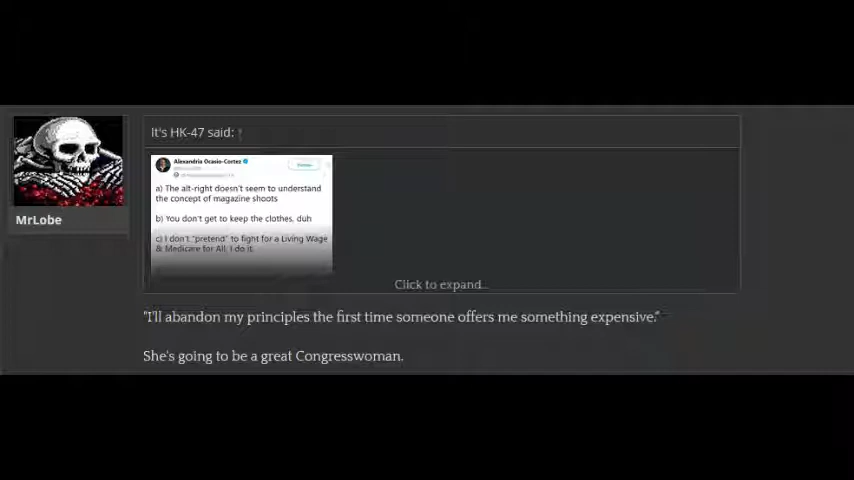 It's HK-47 said: ↑
Alexandria Ocasio-Cortez
a) The alt-right doesn't seem to understand
the concept of magazine shoots
b) You don't get to keep the clothes, duh
c) I don't "pretend" to fight for a Living Wage
& Medicare for All. I do it.
Click to expand...
MrLobe
"I'll abandon my principles the first time someone offers me something expensive."
She's going to be a great Congresswoman.